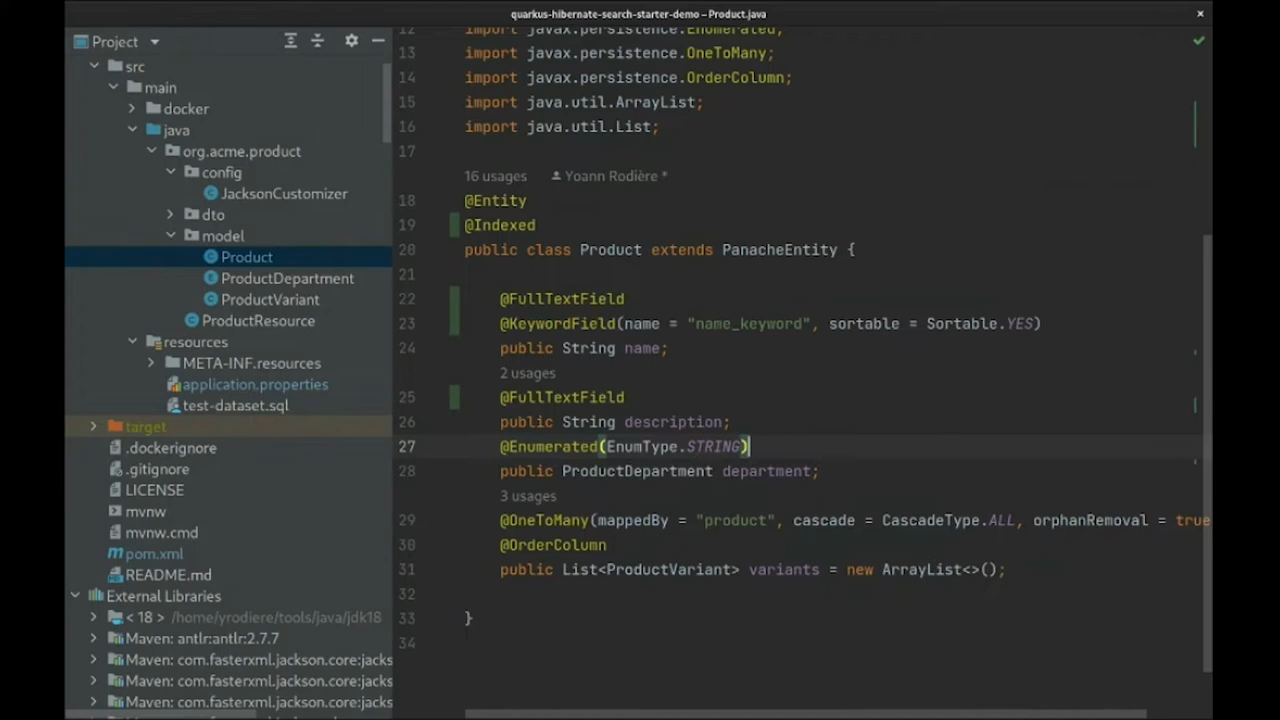 quarkus-hibernate-search-starter-demo – Product.java
Project
src
main
docker
java
org.acme.product
config
JacksonCustomizer
dto
model
Product
ProductDepartment
ProductVariant
ProductResource
resources
META-INF.resources
application.properties
test-dataset.sql
target
.dockerignore
.gitignore
LICENSE
mvnw
mvnw.cmd
pom.xml
README.md
External Libraries
< 18 > /home/yrodiere/tools/java/jdk18
Maven: antlr:antlr:2.7.7
Maven: com.fasterxml.jackson.core:jacks
Maven: com.fasterxml.jackson.core:jacks
Maven: com.fasterxml.jackson.core:jacks
12 import javax.persistence.Enumerated;
13 import javax.persistence.OneToMany;
14 import javax.persistence.OrderColumn;
15 import java.util.ArrayList;
16 import java.util.List;
17
16 usages Yoann Rodière *
18 @Entity
19 @Indexed
20 public class Product extends PanacheEntity {
21
22 @FullTextField
23 @KeywordField(name = "name_keyword", sortable = Sortable.YES)
24 public String name;
2 usages
25 @FullTextField
26 public String description;
27 @Enumerated(EnumType.STRING)
28 public ProductDepartment department;
3 usages
29 @OneToMany(mappedBy = "product", cascade = CascadeType.ALL, orphanRemoval = true
30 @OrderColumn
31 public List<ProductVariant> variants = new ArrayList<>();
32
33 }
34